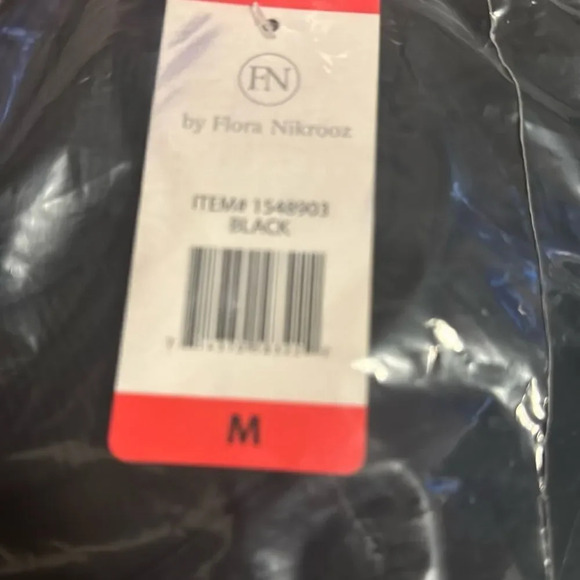 FN
by Flora Nikrooz
ITEM# 1548903
BLACK
M